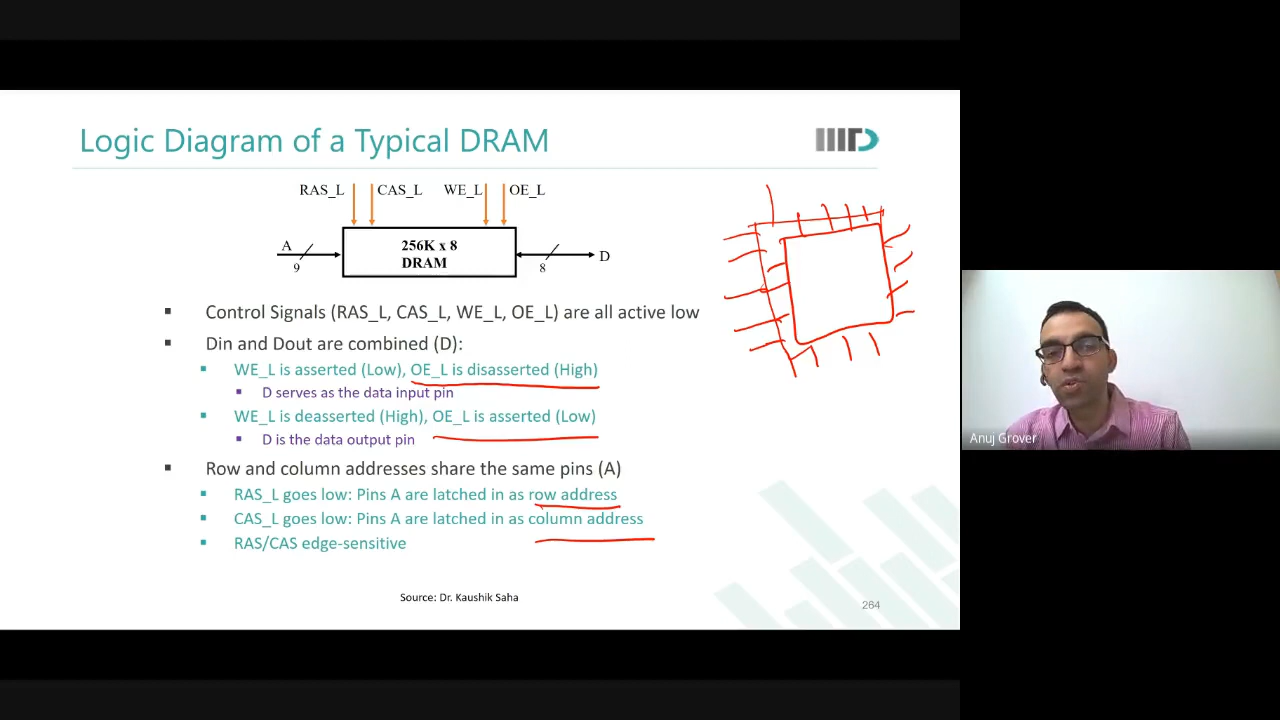 Logic Diagram of a Typical DRAM
IIITD
RAS_L CAS_L WE_L OE_L
A 9
256K x 8
DRAM
8 D
Control Signals (RAS_L, CAS_L, WE_L, OE_L) are all active low
Din and Dout are combined (D):
WE_L is asserted (Low), OE_L is disasserted (High)
D serves as the data input pin
WE_L is deasserted (High), OE_L is asserted (Low)
D is the data output pin
Row and column addresses share the same pins (A)
RAS_L goes low: Pins A are latched in as row address
CAS_L goes low: Pins A are latched in as column address
RAS/CAS edge-sensitive
Source: Dr. Kaushik Saha
264
Anuj Grover